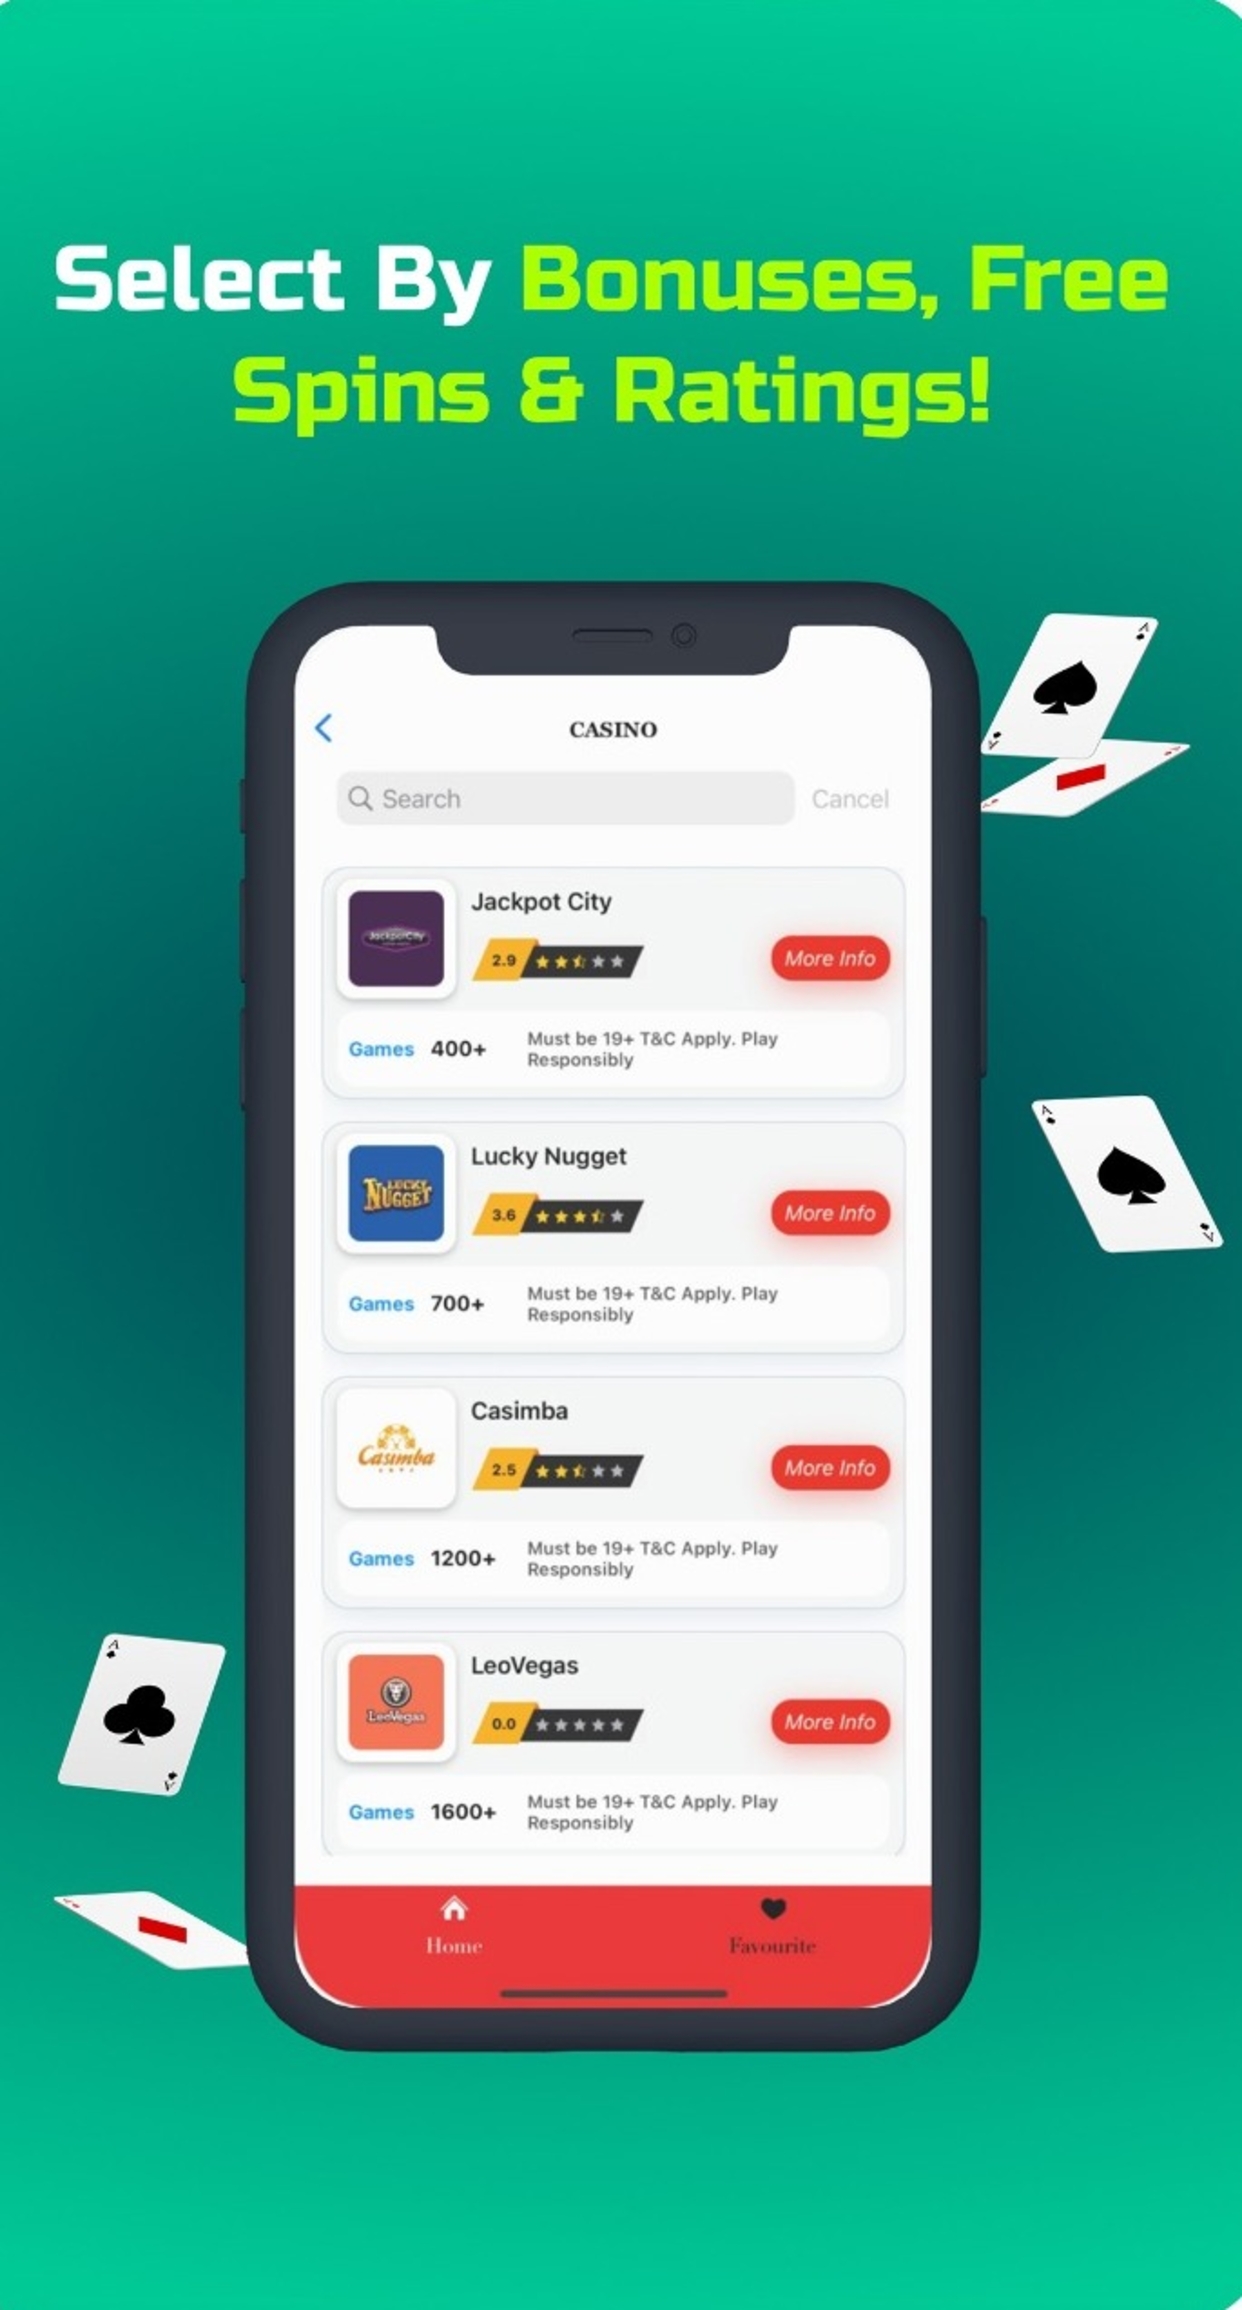 Select By Bonuses, Free
Spins & Ratings!
CASINO
Search
Cancel
JackpotCity
Jackpot City
2.9
More Info
Games 400+
Must be 19+ T&C Apply. Play
Responsibly
LUCKY
NUGGET
Lucky Nugget
3.6
More Info
Games 700+
Must be 19+ T&C Apply. Play
Responsibly
Casimba
Casimba
2.5
More Info
Games 1200+
Must be 19+ T&C Apply. Play
Responsibly
LeoVegas
LeoVegas
0.0
More Info
Games 1600+
Must be 19+ T&C Apply. Play
Responsibly
Home
Favourite
A
A
A
A
A
A